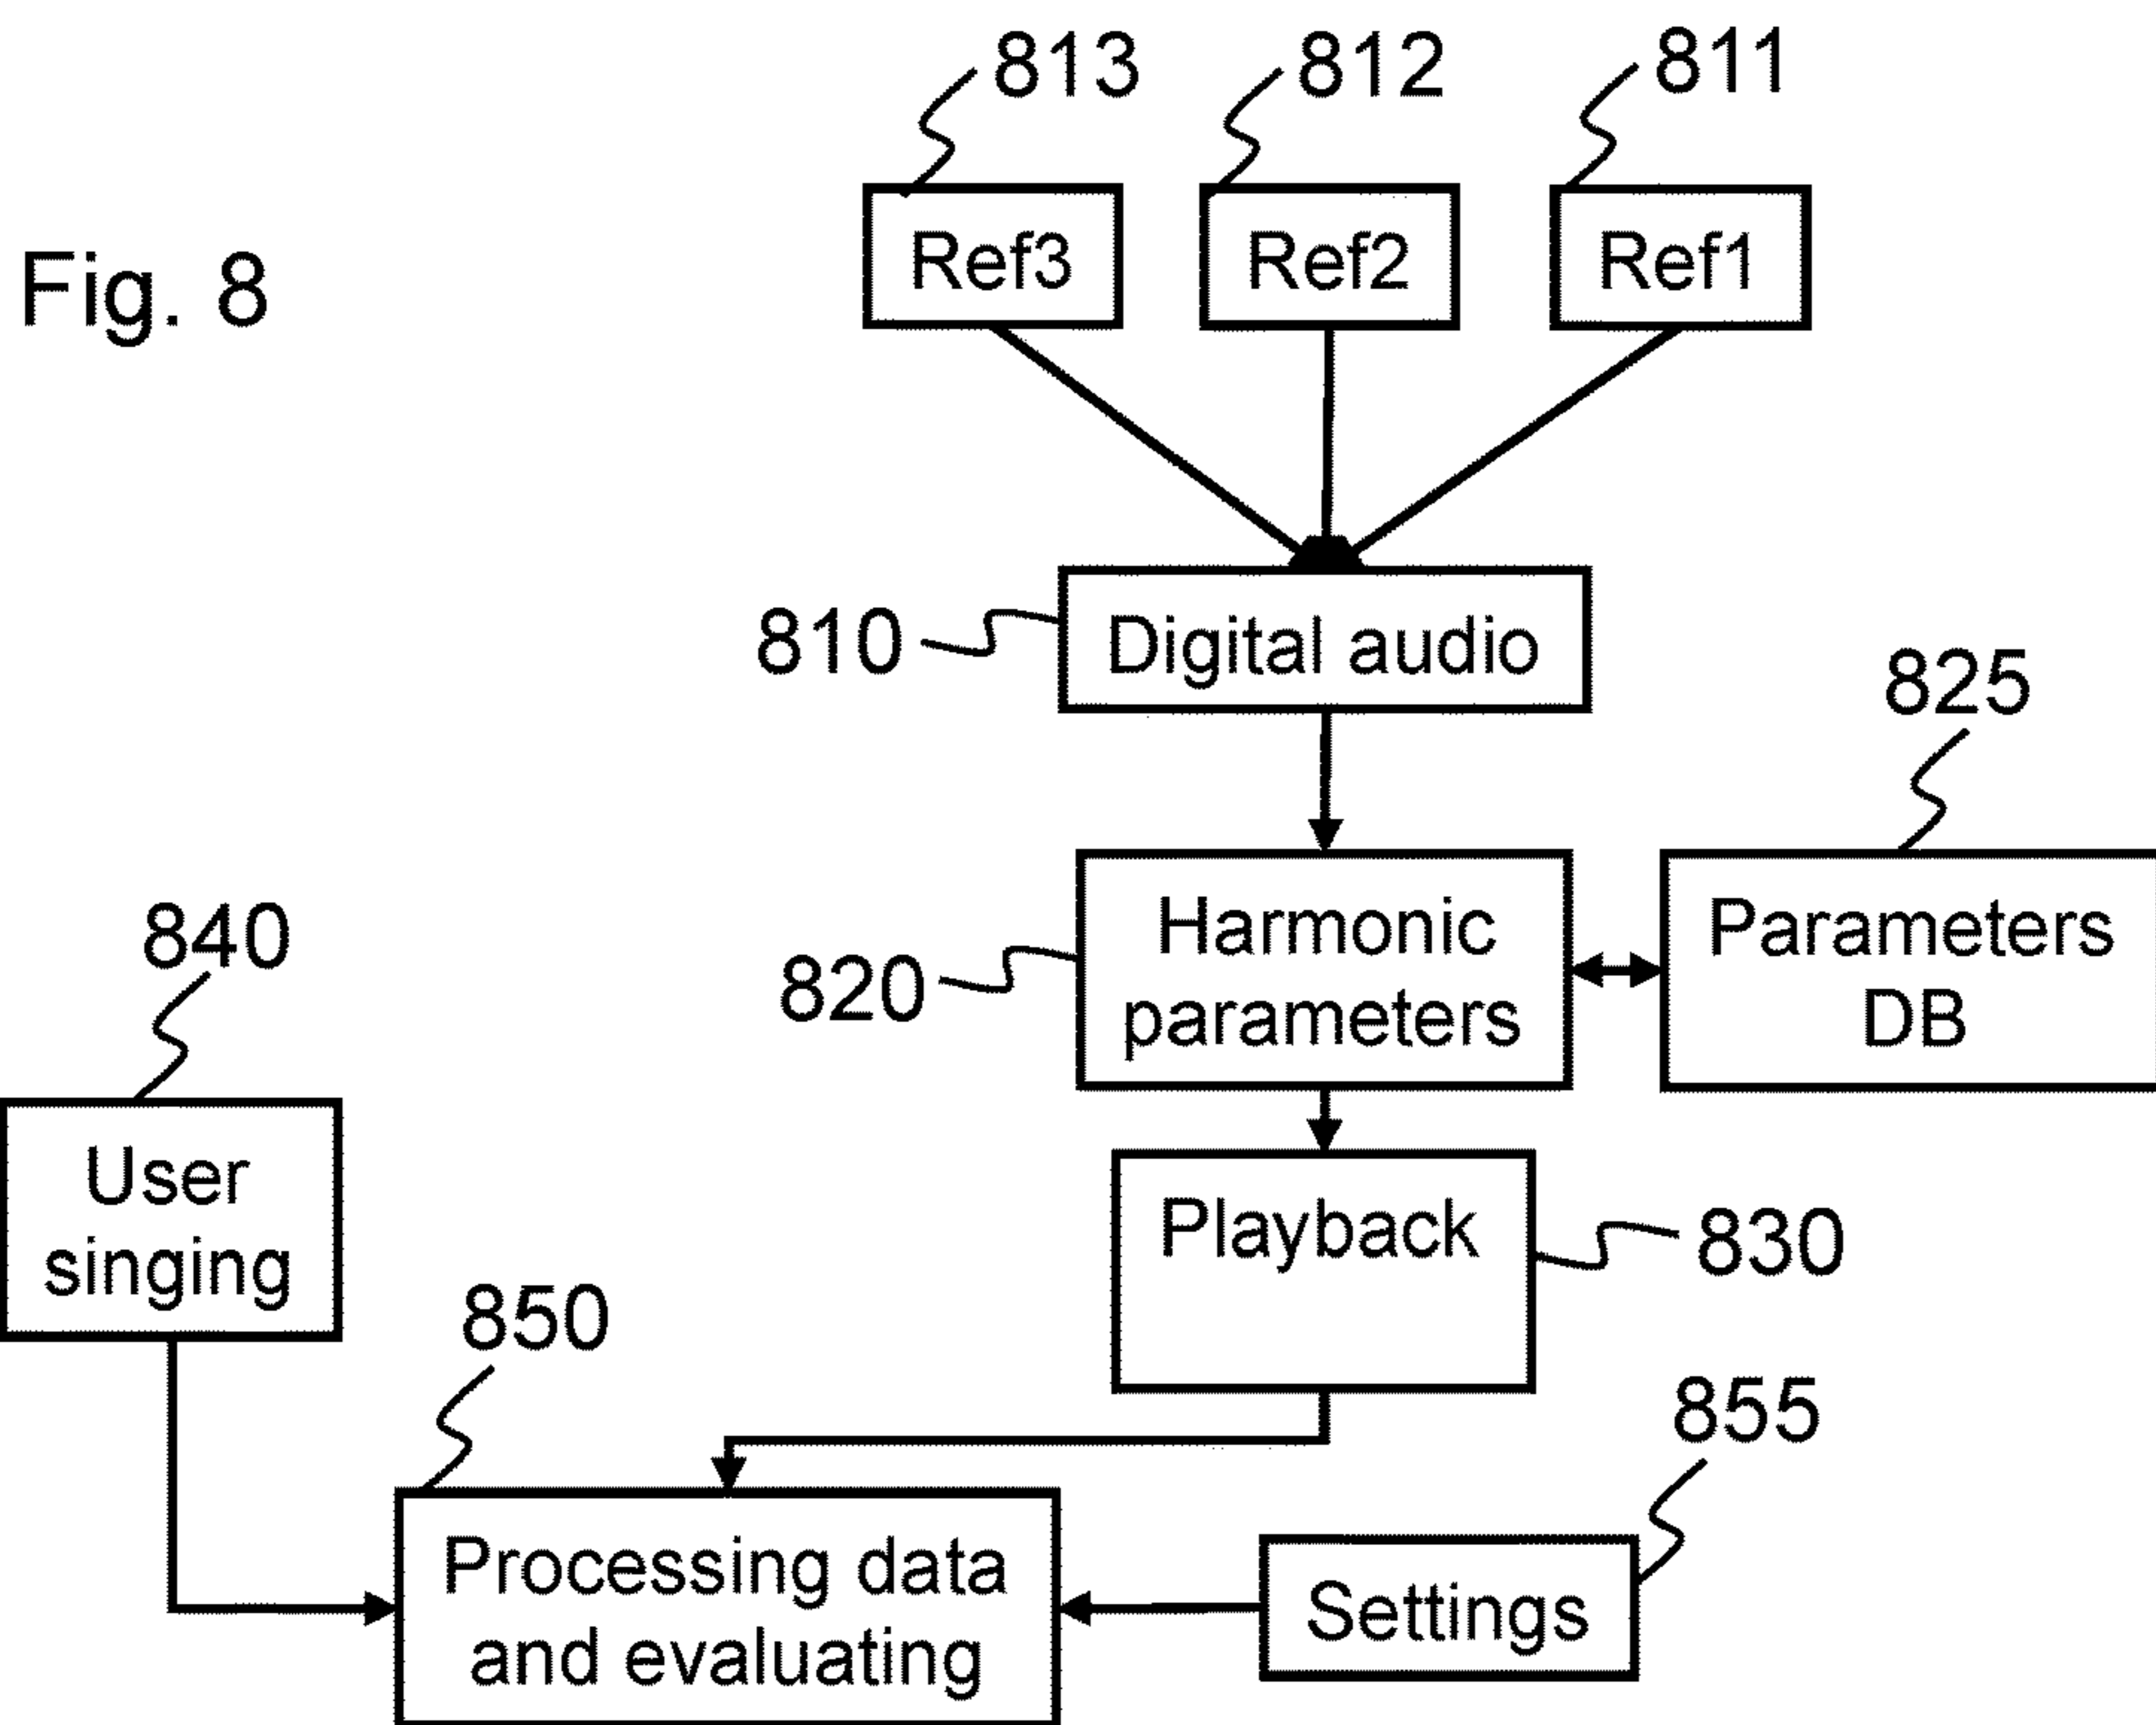 813
812
811
Ref3
Ref2
Ref1
Fig. 8
810
Digital audio
825
Harmonic
parameters
Parameters
DB
820
840
User
singing
Playback
830
850
855
Processing data
and evaluating
Settings